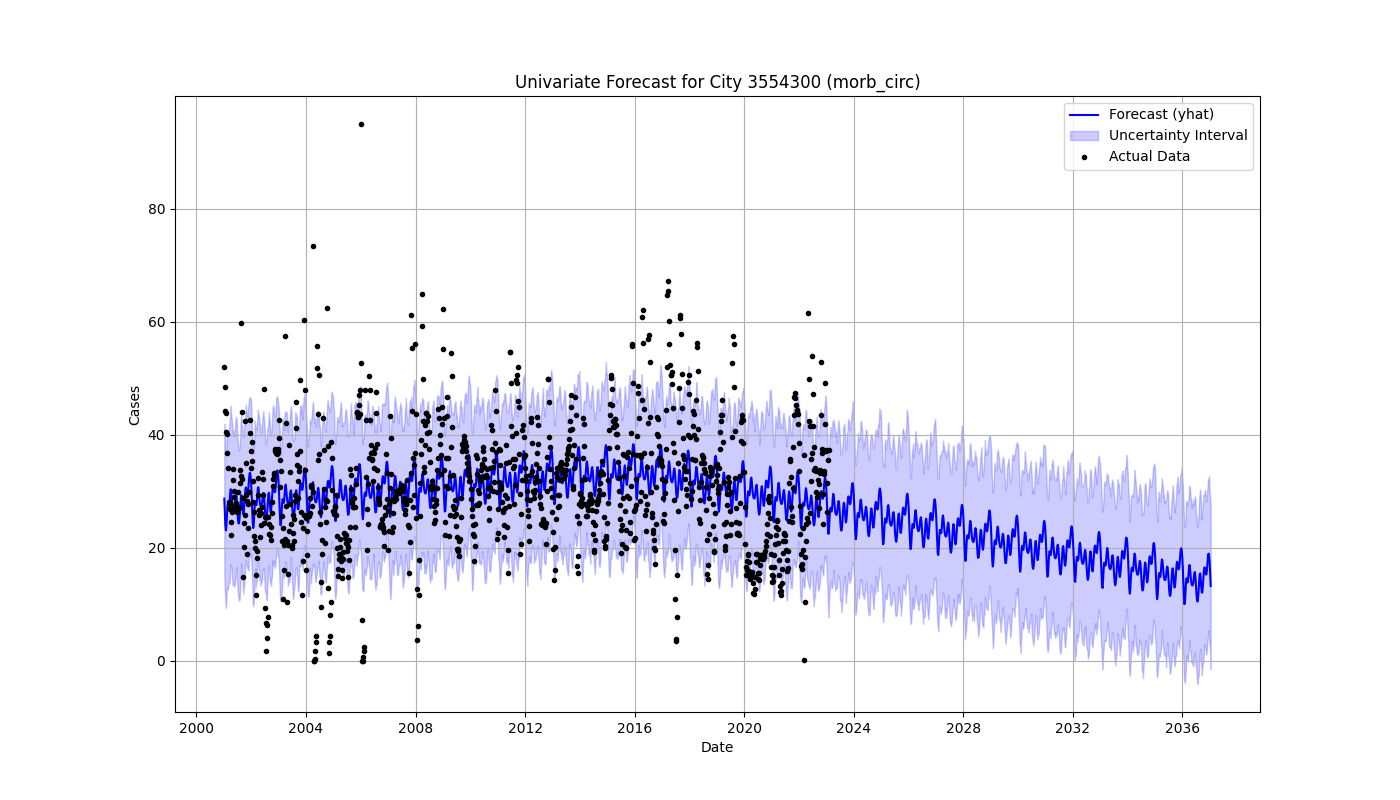 Univariate Forecast for City 3554300 (morb_circ)
Forecast (yhat)
Uncertainty Interval
Actual Data
Cases
80
60
40
20
0
2000 2004 2008 2012 2016 2020 2024 2028 2032 2036
Date